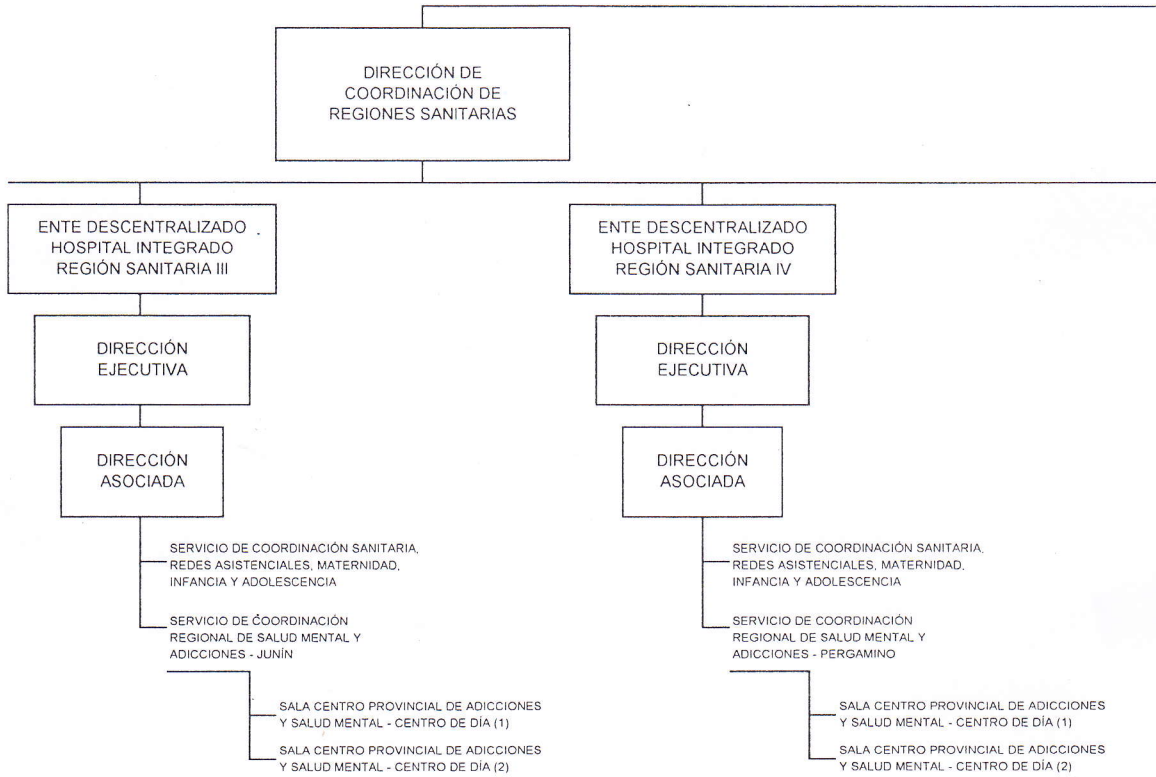 DIRECCIÓN DE
COORDINACIÓN DE
REGIONES SANITARIAS
ENTE DESCENTRALIZADO
HOSPITAL INTEGRADO
REGIÓN SANITARIA III
DIRECCIÓN
EJECUTIVA
DIRECCIÓN
ASOCIADA
SERVICIO DE COORDINACIÓN SANITARIA,
REDES ASISTENCIALES, MATERNIDAD,
INFANCIA Y ADOLESCENCIA
SERVICIO DE COORDINACIÓN
REGIONAL DE SALUD MENTAL Y
ADICCIONES - JUNÍN
SALA CENTRO PROVINCIAL DE ADICCIONES
Y SALUD MENTAL - CENTRO DE DÍA (1)
SALA CENTRO PROVINCIAL DE ADICCIONES
Y SALUD MENTAL - CENTRO DE DÍA (2)
ENTE DESCENTRALIZADO
HOSPITAL INTEGRADO
REGIÓN SANITARIA IV
DIRECCIÓN
EJECUTIVA
DIRECCIÓN
ASOCIADA
SERVICIO DE COORDINACIÓN SANITARIA,
REDES ASISTENCIALES, MATERNIDAD,
INFANCIA Y ADOLESCENCIA
SERVICIO DE COORDINACIÓN
REGIONAL DE SALUD MENTAL Y
ADICCIONES - PERGAMINO
SALA CENTRO PROVINCIAL DE ADICCIONES
Y SALUD MENTAL - CENTRO DE DÍA (1)
SALA CENTRO PROVINCIAL DE ADICCIONES
Y SALUD MENTAL - CENTRO DE DÍA (2)